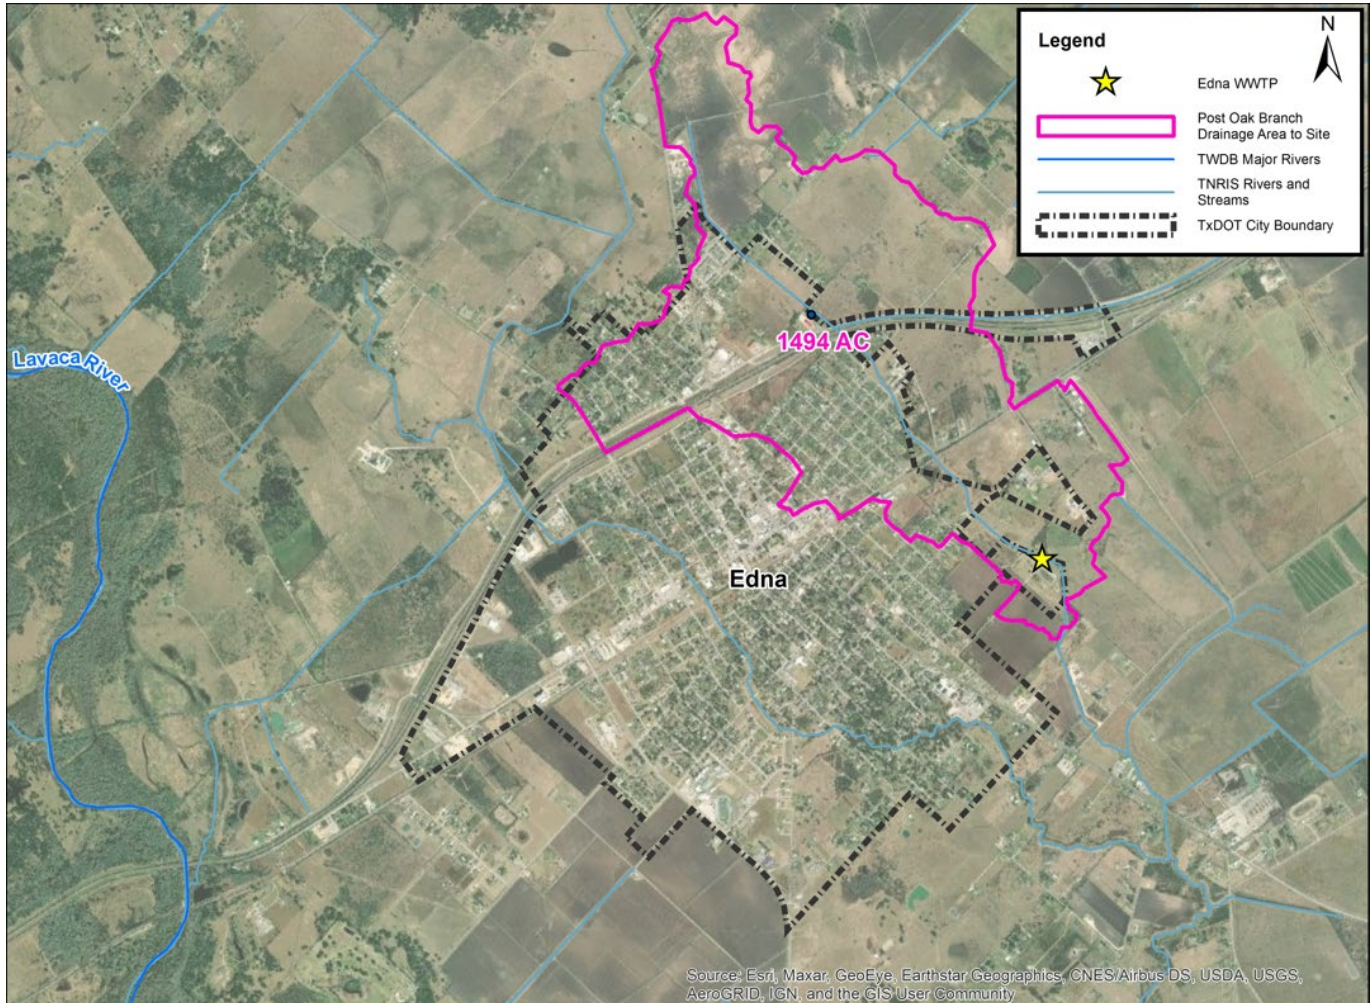 N
Legend
Edna WWTP
Post Oak Branch
Drainage Area to Site
TWDB Major Rivers
TNRIS Rivers and
Streams
TxDOT City Boundary
1494 AC
Lavaca River
Edna
Source: Esri, Maxar, GeoEye, Earthstar Geographics, CNES/Airbus DS, USDA, USGS,
AeroGRID, IGN, and the GIS User Community